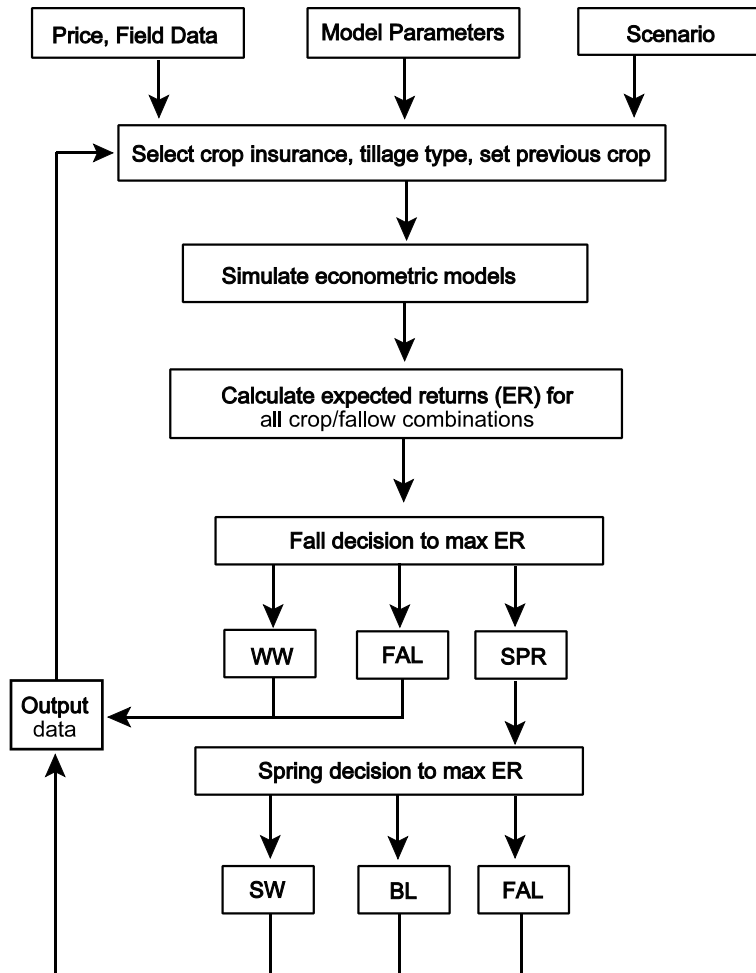 Price, Field Data
Model Parameters
Scenario
Select crop insurance, tillage type, set previous crop
Simulate econometric models
Calculate expected returns (ER) for
all crop/fallow combinations
Fall decision to max ER
WW
FAL
SPR
Output
data
Spring decision to max ER
SW
BL
FAL